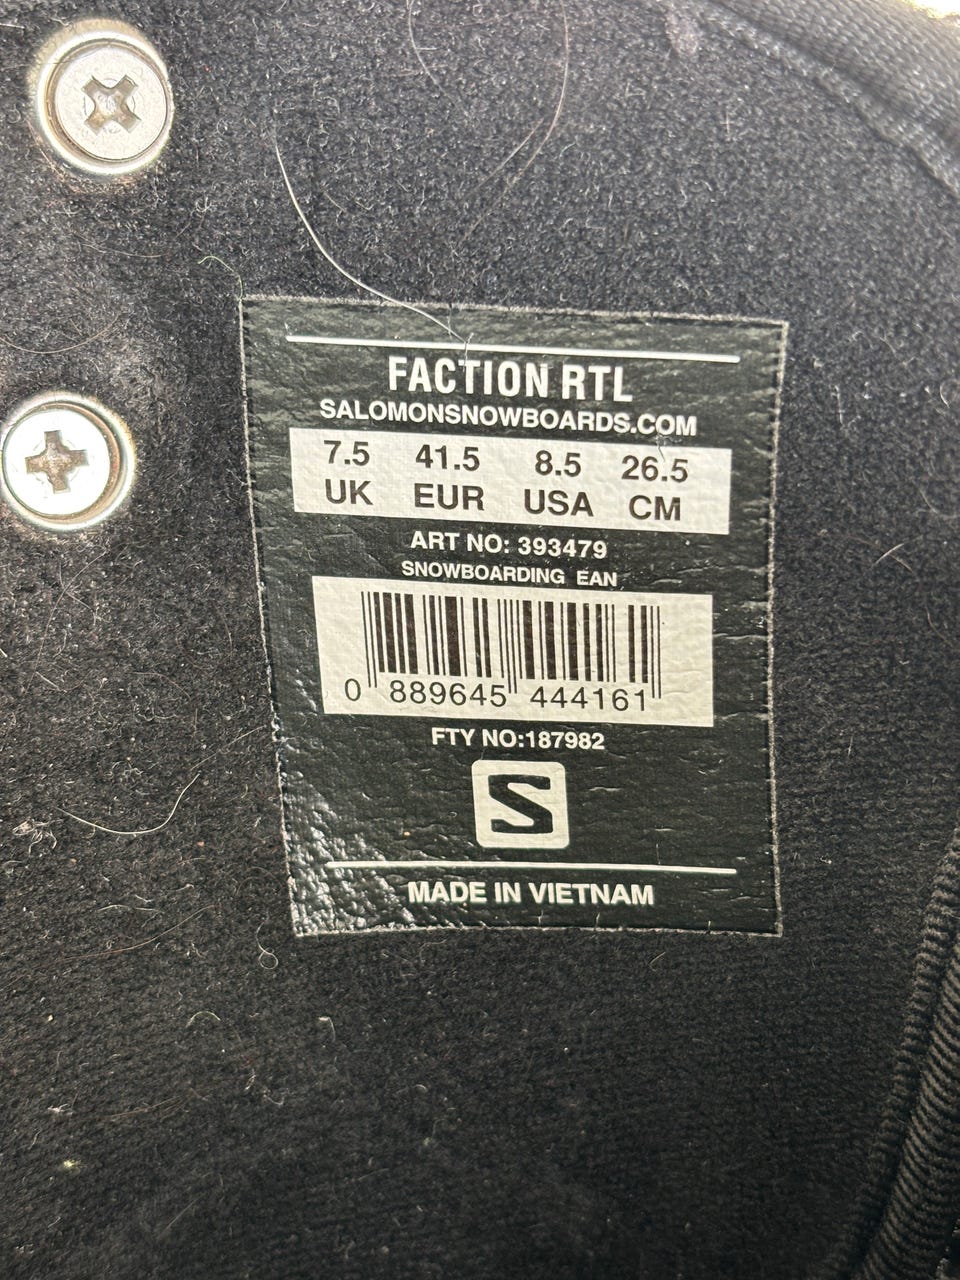 FACTION RTL
SALOMONSNOWBOARDS.COM
7.5 41.5 8.5 26.5
UK EUR USA CM
ART NO: 393479
SNOWBOARDING EAN
0 889645 444161
FTY NO:187982
S
MADE IN VIETNAM